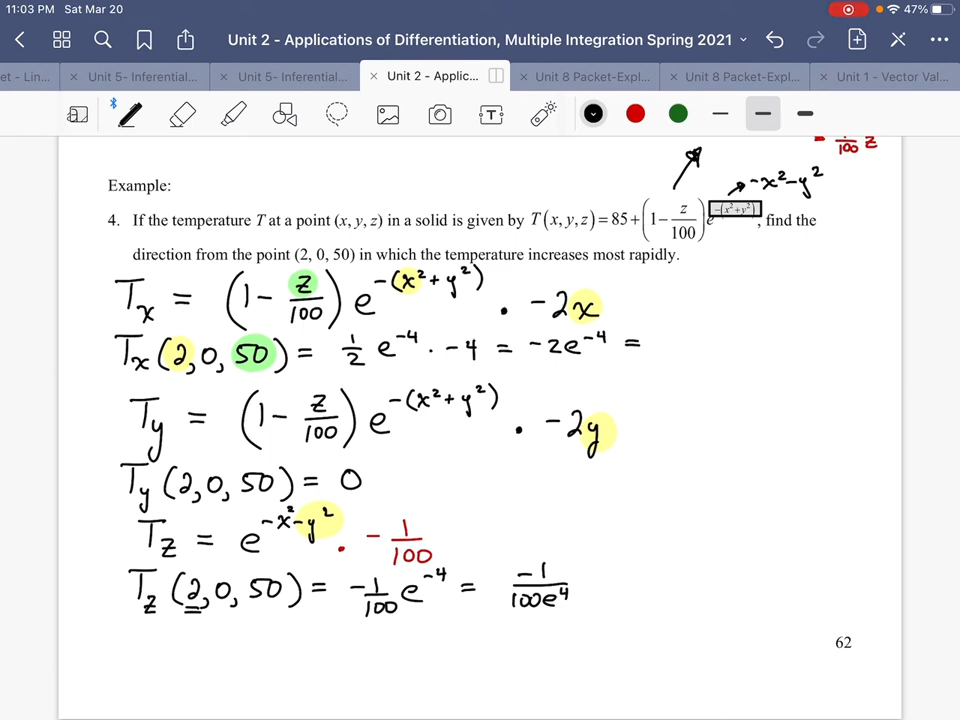 11:03 PM Sat Mar 20
47%
Unit 2 - Applications of Differentiation, Multiple Integration Spring 2021
et - Lin...
Unit 5- Inferential...
Unit 5- Inferential...
Unit 2 - Applic...
Unit 8 Packet-Expl...
Unit 8 Packet-Expl...
Unit 1 - Vector Val...
= 1/100 z
Example:
-x² - y²
4. If the temperature T at a point (x, y, z) in a solid is given by T(x, y, z) = 85 + (1 - z/100) e^-(x²+y²), find the
direction from the point (2, 0, 50) in which the temperature increases most rapidly.
Tx = (1 - z/100) e^-(x² + y²) · -2x
Tx (2, 0, 50) = 1/2 e^-4 · -4 = -2e^-4 =
Ty = (1 - z/100) e^-(x² + y²) · -2y
Ty (2, 0, 50) = 0
Tz = e^-x²-y² · -1/100
Tz (2, 0, 50) = -1/100 e^-4 = -1/100e⁴
62